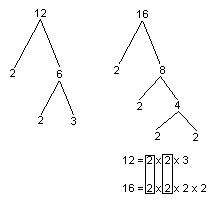 12 16
2 6 2 8
2 3 2 4
2 2
12 = 2 x 2 x 3
16 = 2 x 2 x 2 x 2